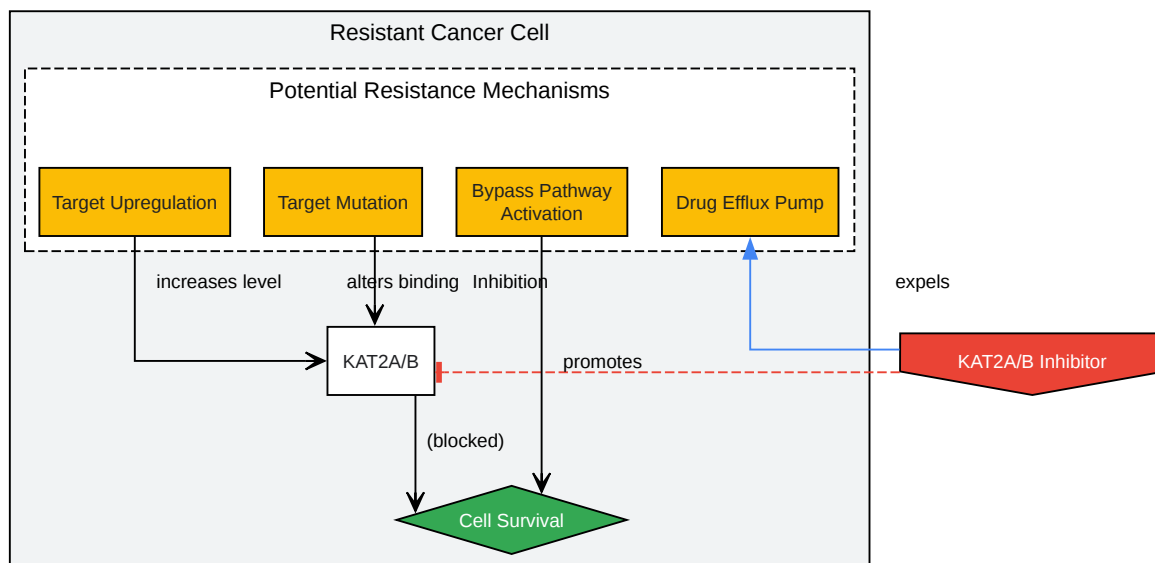 Resistant Cancer Cell
Potential Resistance Mechanisms
Target Upregulation
Target Mutation
Bypass Pathway
Activation
Drug Efflux Pump
increases level
alters binding
Inhibition
expels
KAT2A/B
promotes
KAT2A/B Inhibitor
(blocked)
Cell Survival